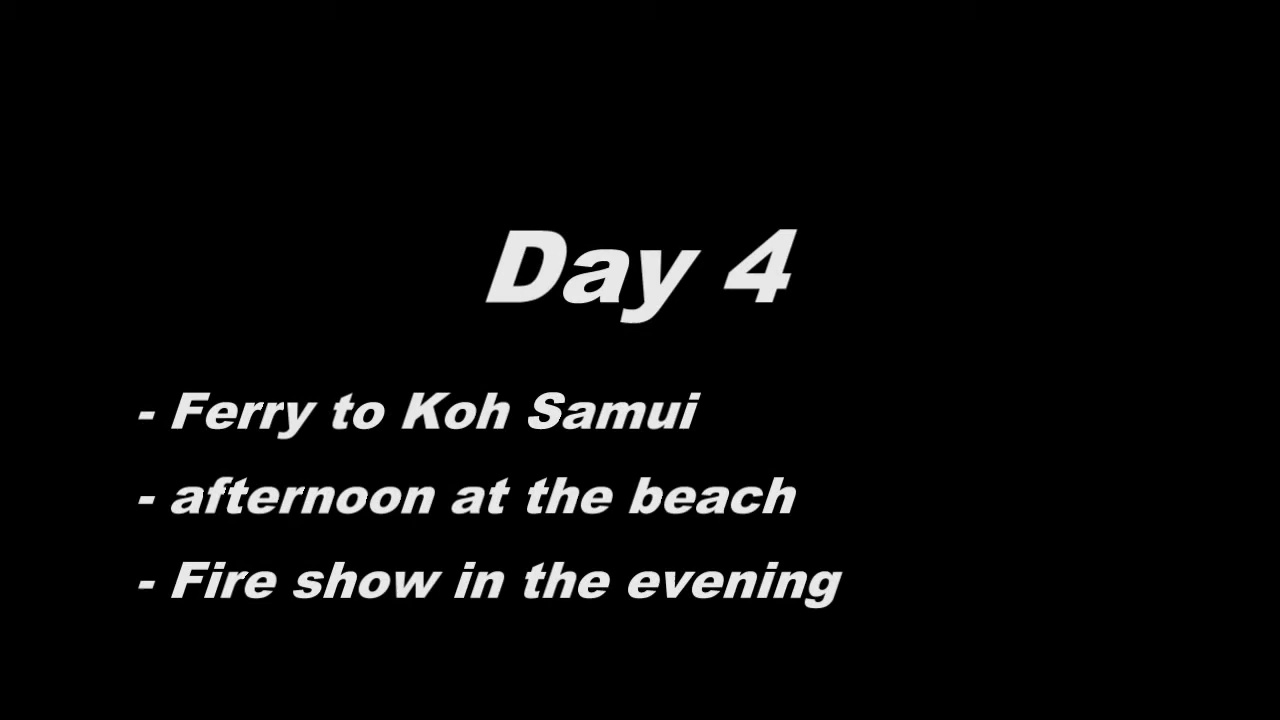 Day 4
- Ferry to Koh Samui
- afternoon at the beach
- Fire show in the evening